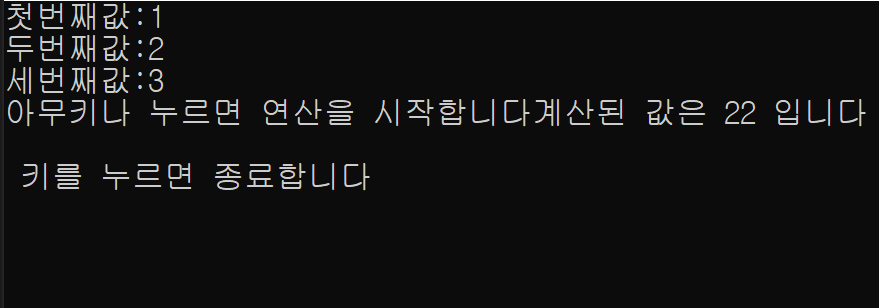 첫번째값:1
두번째값:2
세번째값:3
아무키나 누르면 연산을 시작합니다계산된 값은 22 입니다
키를 누르면 종료합니다